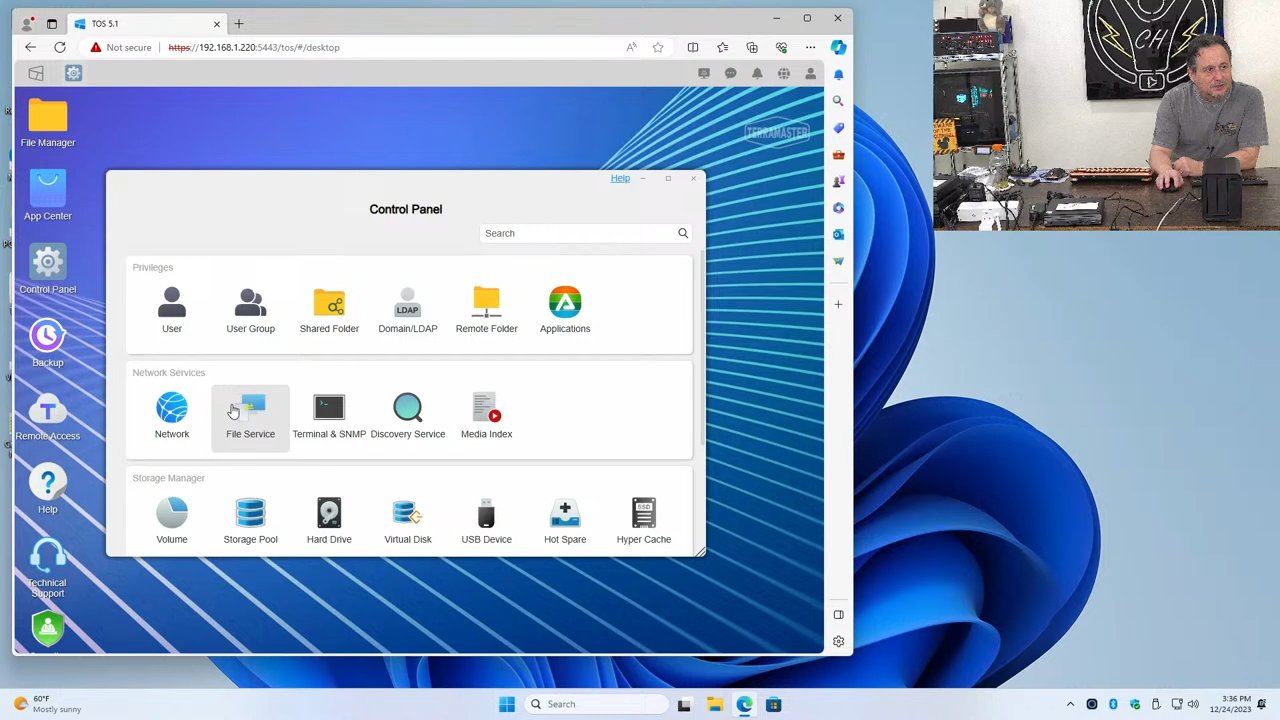 TOS 5.1
Not secure
https://192.168.1.220:54
/#/desktop
TERRAMASTER
CHI
File Manager
App Center
Control Panel
Backup
Remote Access
Help
Technical
Support
Help
Control Panel
Search
Privileges
User
User Group
Shared Folder
LDAP
Domain/LDAP
Remote Folder
Applications
Network Services
Network
File Service
Terminal & SNMP
Discovery Service
Media Index
Storage Manager
Volume
Storage Pool
Hard Drive
Virtual Disk
USB Device
Hot Spare
SSD
Hyper Cache
60°F
Mostly sunny
Search
3:36 PM
12/24/2023